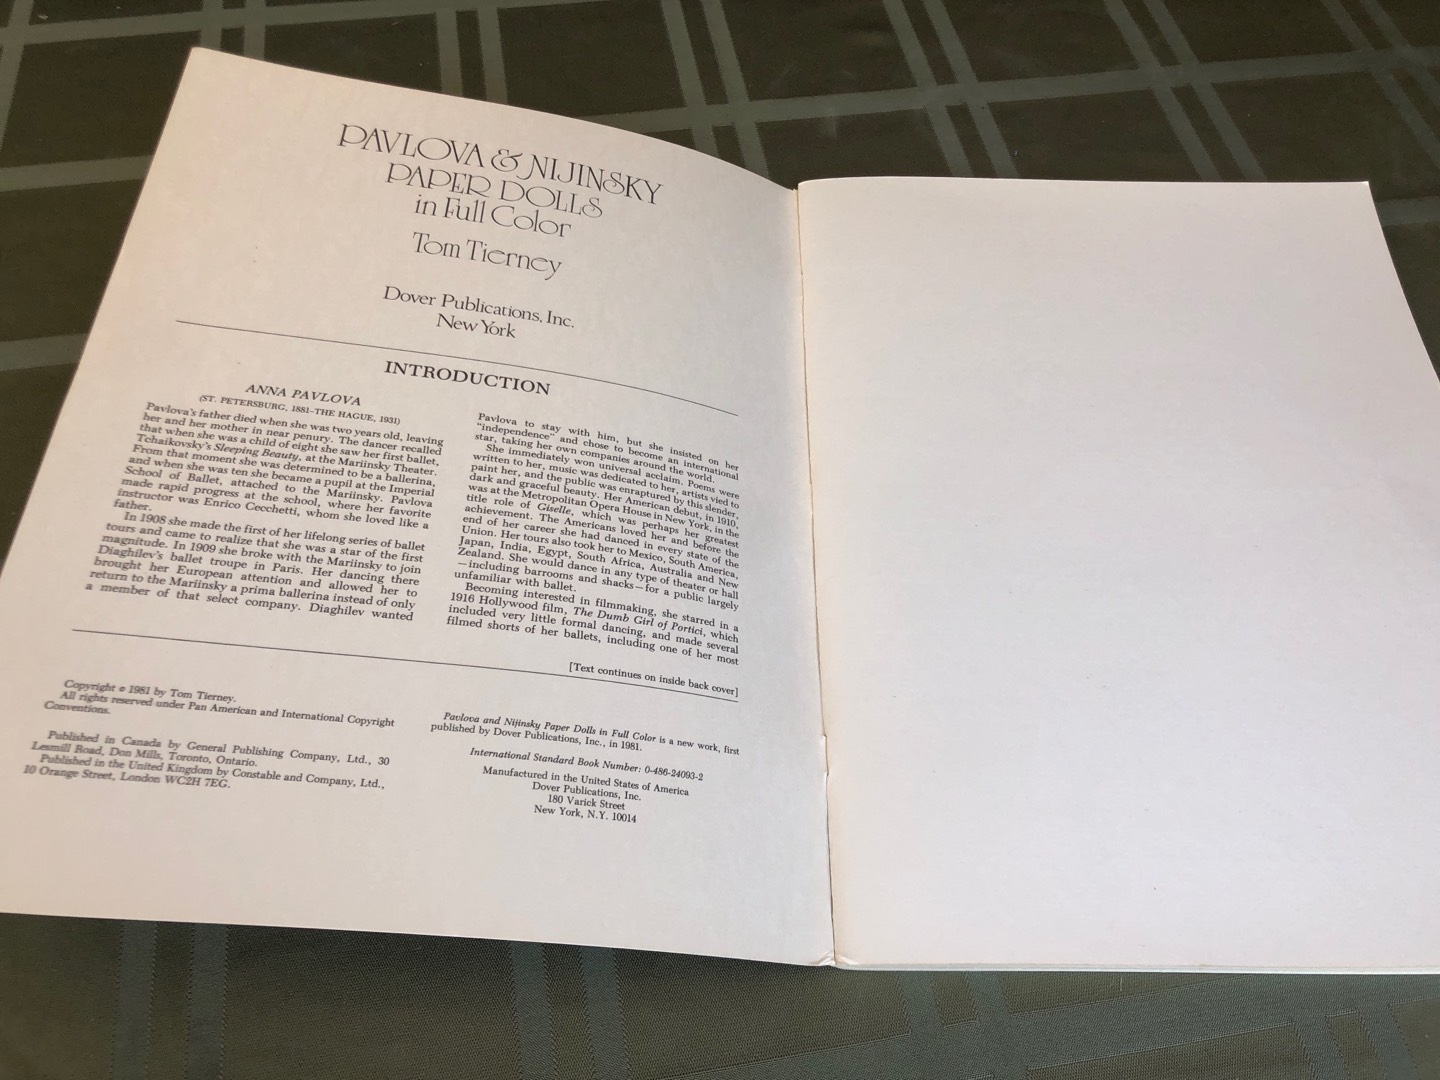 PAVLOVA & NIJINSKY
PAPER DOLLS
in Full Color
Tom Tierney
Dover Publications, Inc.
New York
INTRODUCTION
ANNA PAVLOVA
(ST. PETERSBURG, 1881–THE HAGUE, 1931)
Pavlova's father died when she was two years old, leaving
her and her mother in near penury. The dancer recalled
that when she was a child of eight she saw her first ballet,
Tchaikovsky's Sleeping Beauty, at the Mariinsky Theater.
From that moment she was determined to be a ballerina,
and when she was ten she became a pupil at the Imperial
School of Ballet, attached to the Mariinsky. Pavlova
made rapid progress at the school, where her favorite
instructor was Enrico Cecchetti, whom she loved like a
father.
In 1908 she made the first of her lifelong series of ballet
tours and came to realize that she was a star of the first
magnitude. In 1909 she broke with the Mariinsky to join
Diaghilev's ballet troupe in Paris. Her dancing there
brought her European attention and allowed her to
return to the Mariinsky a prima ballerina instead of only
a member of that select company. Diaghilev wanted
Pavlova to stay with him, but she insisted on her
"independence" and chose to become an international
star, taking her own companies around the world.
She immediately won universal acclaim. Poems were
written to her, music was dedicated to her, artists vied to
paint her, and the public was enraptured by this slender,
dark and graceful beauty. Her American debut, in 1910,
was at the Metropolitan Opera House in New York, in the
title role of Giselle, which was perhaps her greatest
achievement. The Americans loved her and before the
end of her career she had danced in every state of the
Union. Her tours also took her to Mexico, South America,
Japan, India, Egypt, South Africa, Australia and New
Zealand. She would dance in any type of theater or hall
—including barrooms and shacks—for a public largely
unfamiliar with ballet.
Becoming interested in filmmaking, she starred in a
1916 Hollywood film, The Dumb Girl of Portici, which
included very little formal dancing, and made several
filmed shorts of her ballets, including one of her most
[Text continues on inside back cover]
Copyright © 1981 by Tom Tierney.
All rights reserved under Pan American and International Copyright
Conventions.
Published in Canada by General Publishing Company, Ltd., 30
Lesmill Road, Don Mills, Toronto, Ontario.
Published in the United Kingdom by Constable and Company, Ltd.,
10 Orange Street, London WC2H 7EG.
Pavlova and Nijinsky Paper Dolls in Full Color is a new work, first
published by Dover Publications, Inc., in 1981.
International Standard Book Number: 0-486-24093-2
Manufactured in the United States of America
Dover Publications, Inc.
180 Varick Street
New York, N.Y. 10014